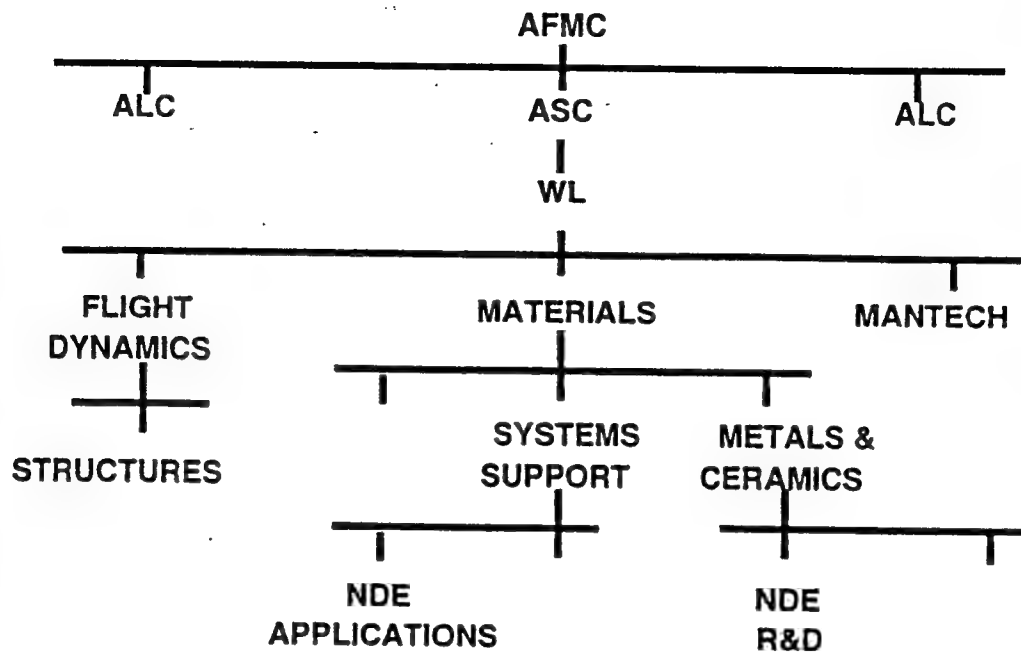 AFMC
ALC ASC ALC
WL
FLIGHT DYNAMICS
MATERIALS
MANTECH
STRUCTURES
SYSTEMS SUPPORT
METALS & CERAMICS
NDE APPLICATIONS
NDE R&D